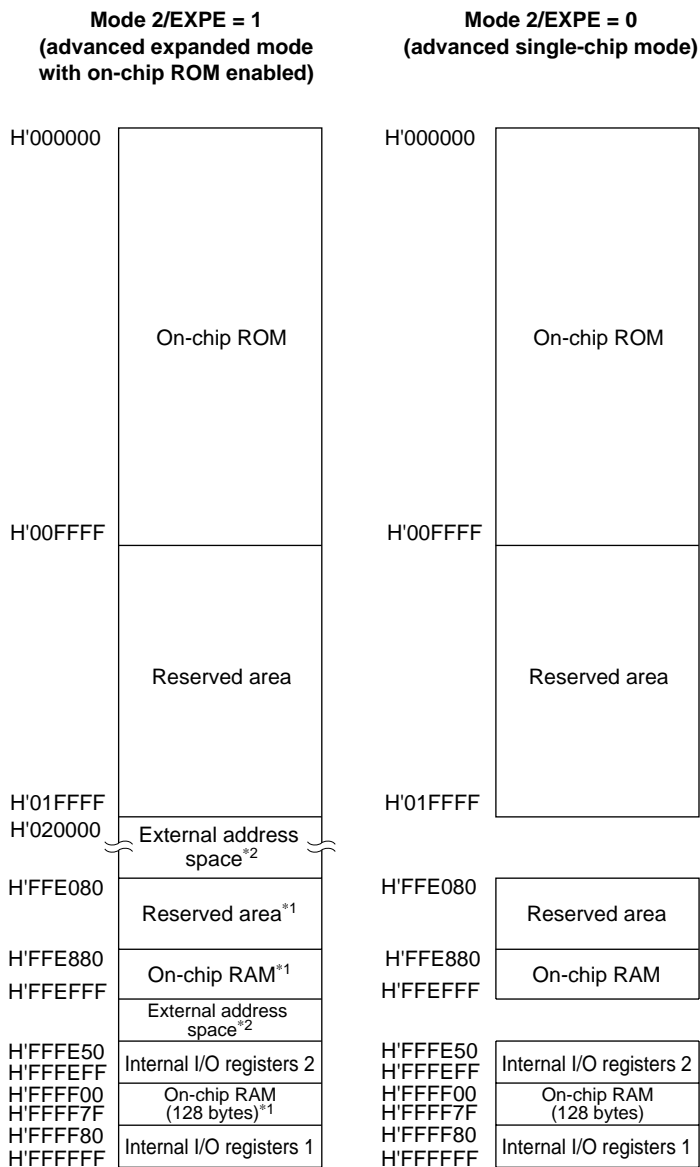 Mode 2/EXPE = 1
(advanced expanded mode
with on-chip ROM enabled)
H'000000
On-chip ROM
H'00FFFF
Reserved area
H'01FFFF
H'020000
External address
space*2
H'FFE080
Reserved area*1
H'FFE880
On-chip RAM*1
H'FFEFFF
External address
space*2
H'FFFE50
Internal I/O registers 2
H'FFFEFF
H'FFFF00
On-chip RAM
(128 bytes)*1
H'FFFF7F
H'FFFF80
Internal I/O registers 1
H'FFFFFF
Mode 2/EXPE = 0
(advanced single-chip mode)
H'000000
On-chip ROM
H'00FFFF
Reserved area
H'01FFFF
H'FFE080
Reserved area
H'FFE880
On-chip RAM
H'FFEFFF
H'FFFE50
Internal I/O registers 2
H'FFFEFF
H'FFFF00
On-chip RAM
(128 bytes)
H'FFFF7F
H'FFFF80
Internal I/O registers 1
H'FFFFFF